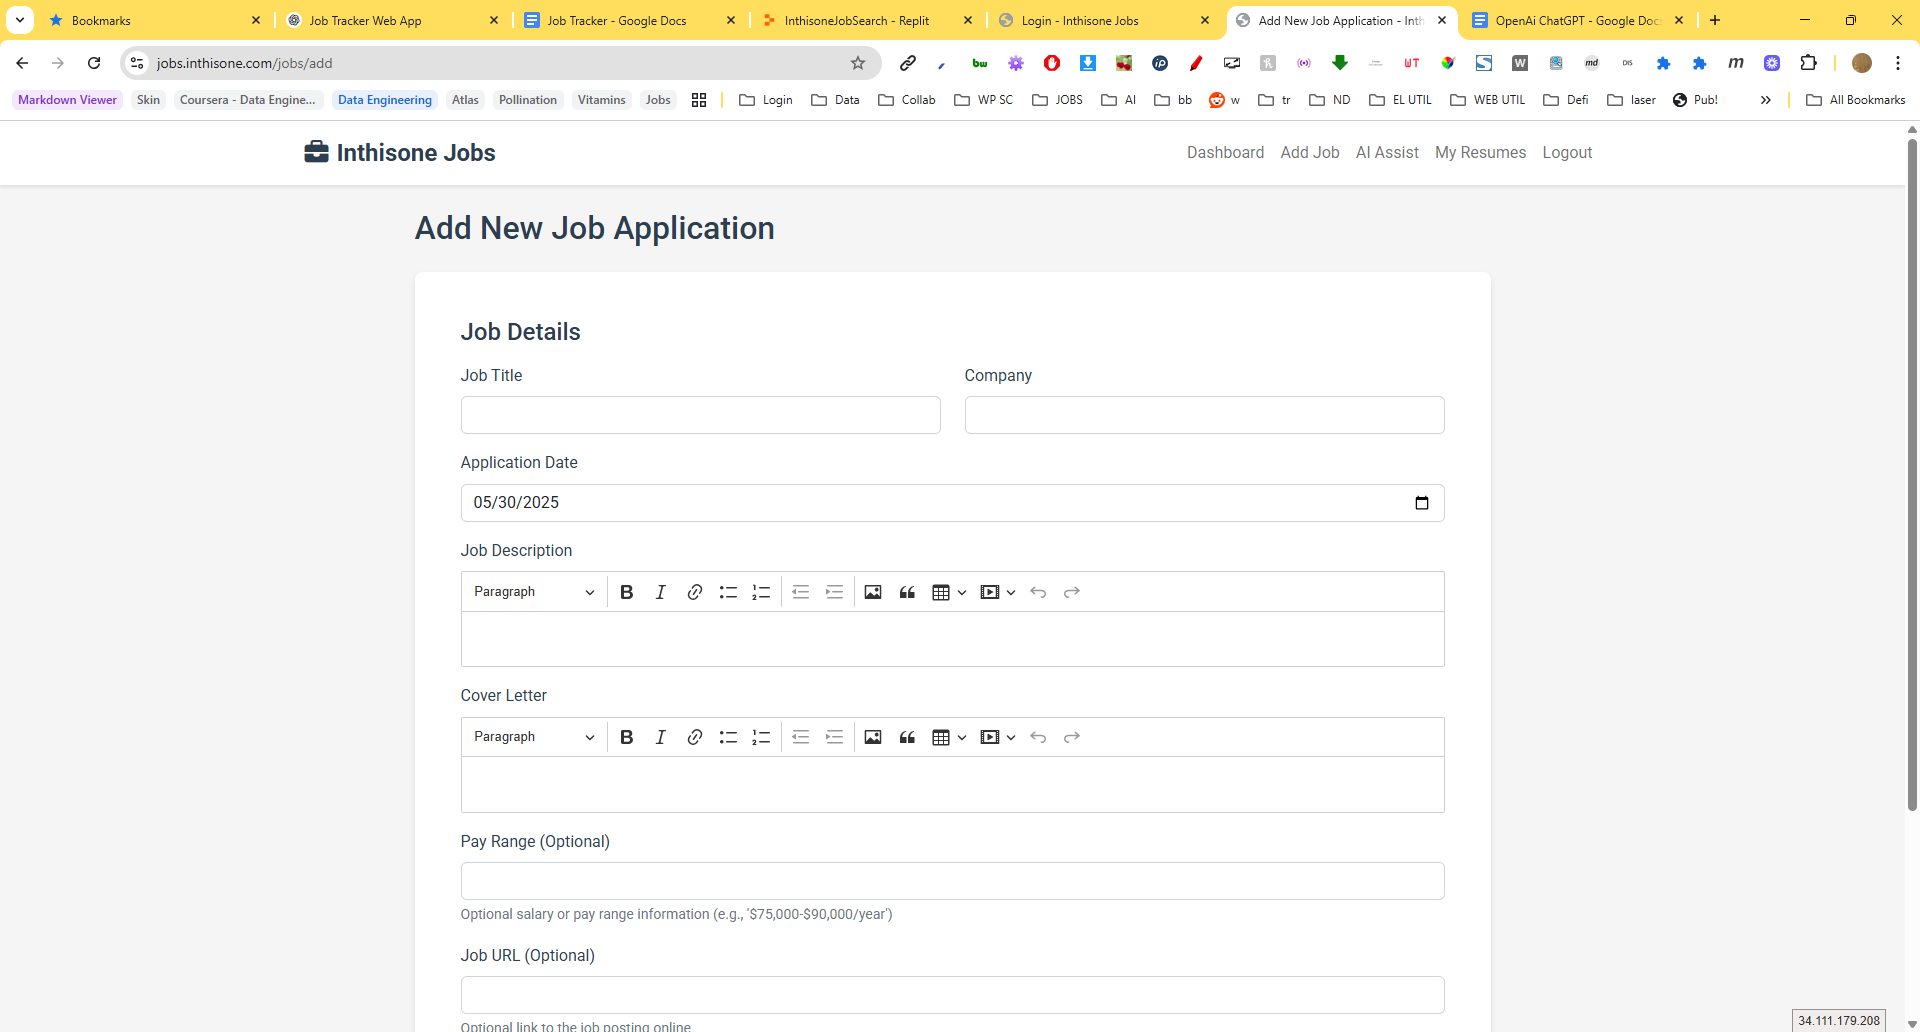 Bookmarks
Job Tracker Web App
Job Tracker - Google Docs
InthisoneJobSearch - Replit
Login - Inthisone Jobs
Add New Job Application - Inth
OpenAi ChatGPT - Google Docs
jobs.inthisone.com/jobs/add
Markdown Viewer
Skin
Coursera - Data Engine...
Data Engineering
Atlas
Pollination
Vitamins
Jobs
Login
Data
Collab
WP SC
JOBS
AI
bb
w
tr
ND
EL UTIL
WEB UTIL
Defi
laser
Pub!
All Bookmarks
Inthisone Jobs
Dashboard
Add Job
AI Assist
My Resumes
Logout
Add New Job Application
Job Details
Job Title
Company
Application Date
05/30/2025
Job Description
Paragraph
Cover Letter
Paragraph
Pay Range (Optional)
Optional salary or pay range information (e.g., '$75,000-$90,000/year')
Job URL (Optional)
Optional link to the job posting online
34.111.179.208